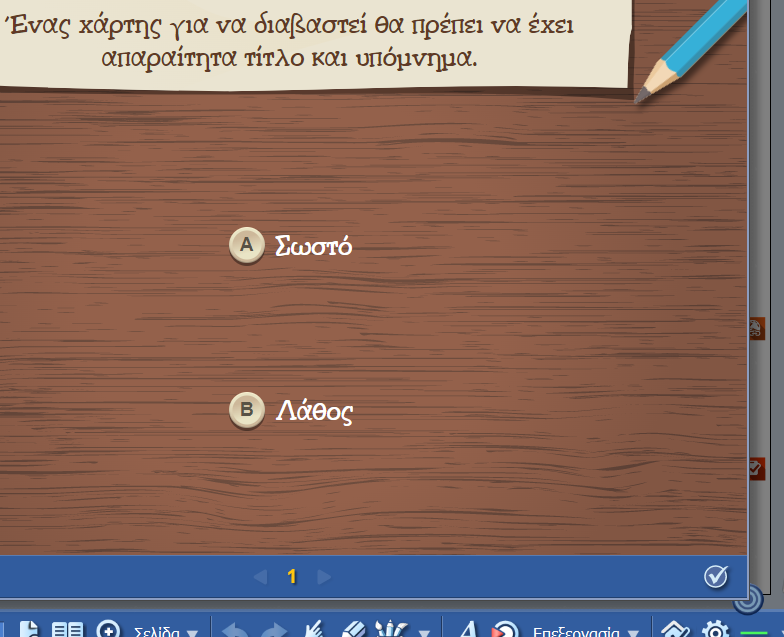 Ένας χάρτης για να διαβαστεί θα πρέπει να έχει
απαραίτητα τίτλο και υπόμνημα.
A Σωστό
B Λάθος
1
Σελίδα
Επεξεργασία